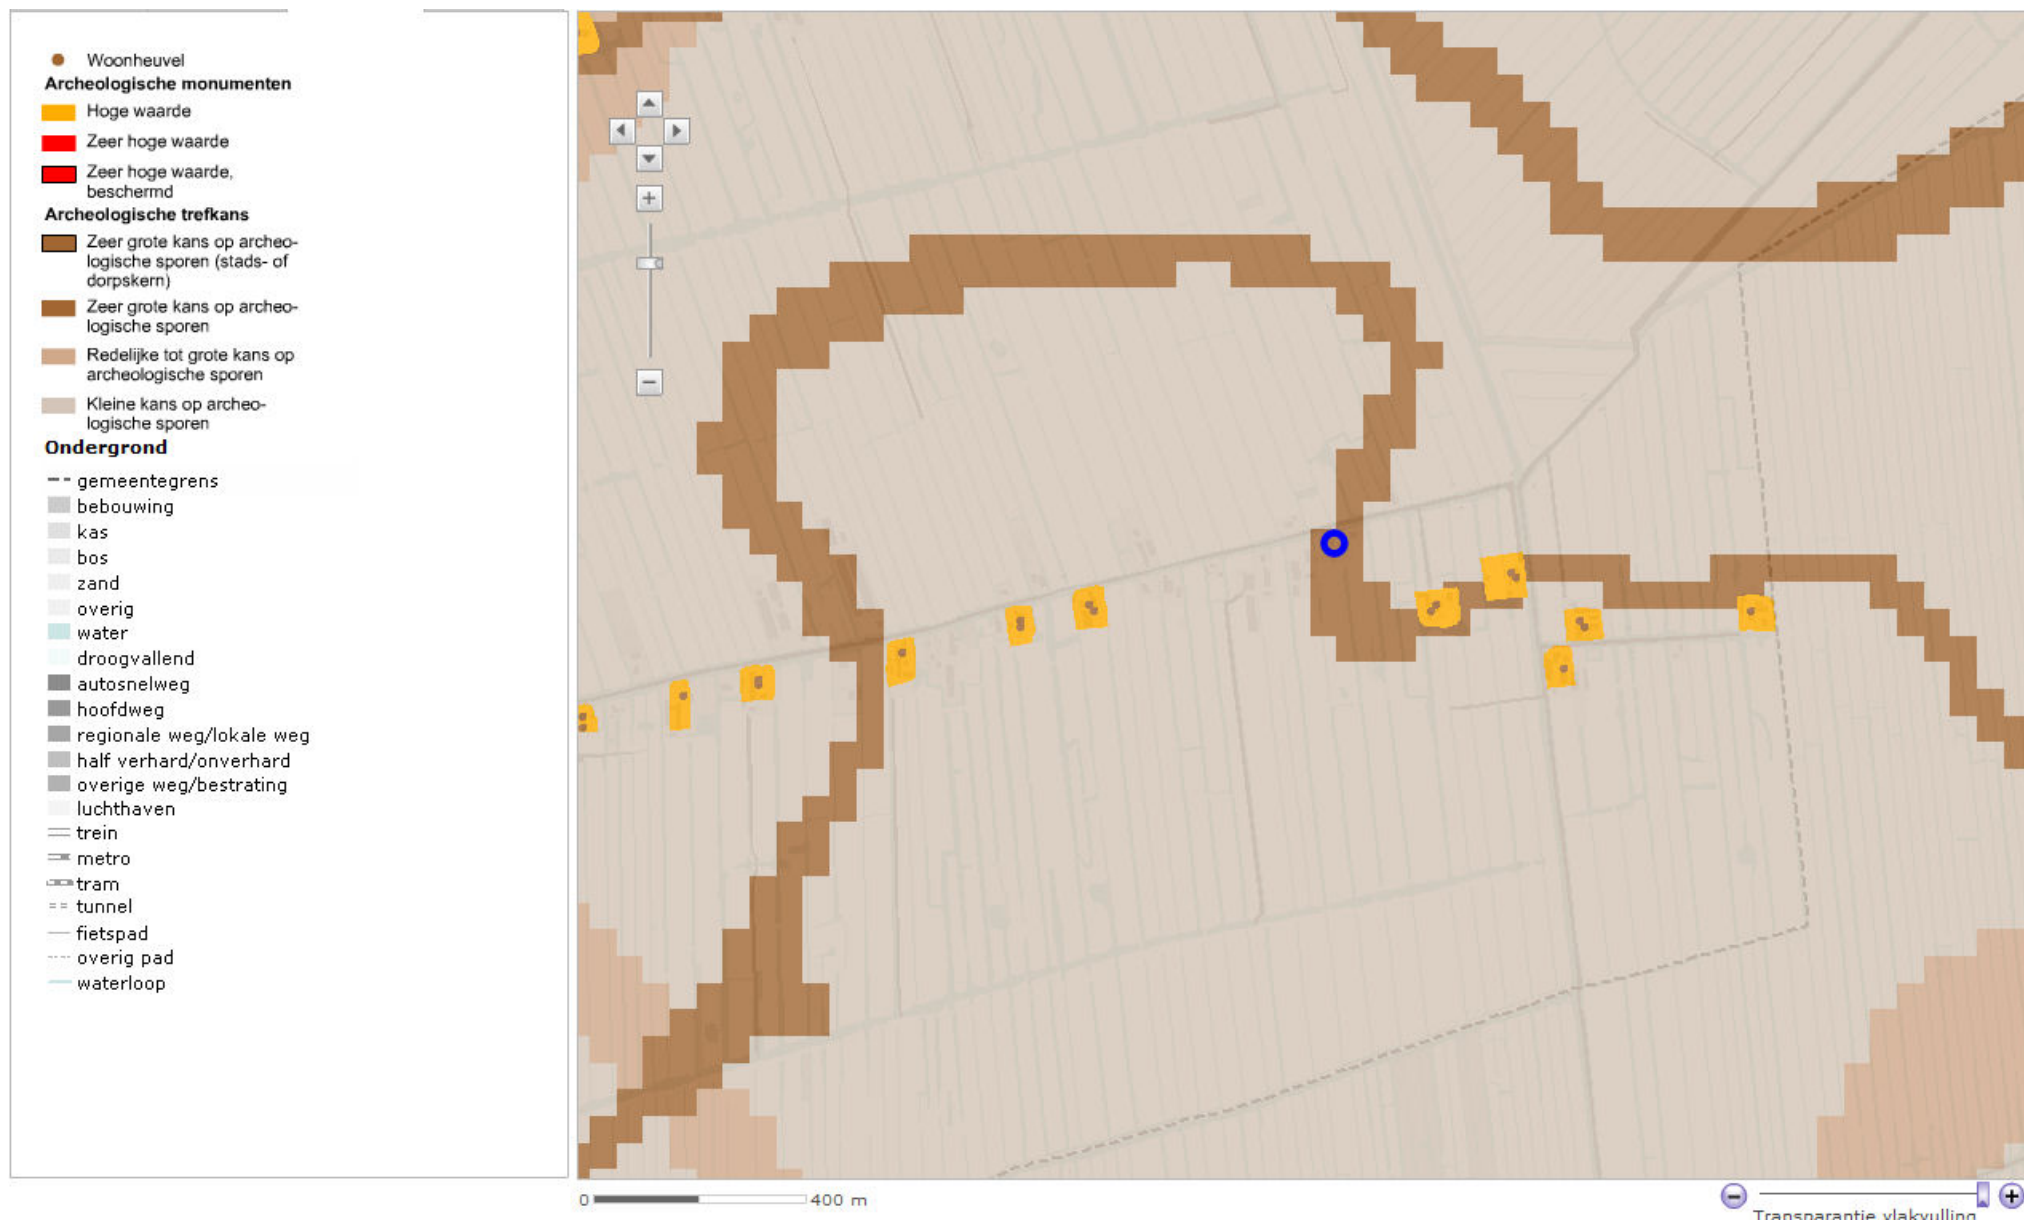 Woonheuvel
Archeologische monumenten
Hoge waarde
Zeer hoge waarde
Zeer hoge waarde,
beschermd
Archeologische trefkans
Zeer grote kans op archeo-
logische sporen (stads- of
dorpskern)
Zeer grote kans op archeo-
logische sporen
Redelijke tot grote kans op
archeologische sporen
Kleine kans op archeo-
logische sporen
Ondergrond
gemeentegrens
bebouwing
kas
bos
zand
overig
water
droogvallend
autosnelweg
hoofdweg
regionale weg/lokale weg
half verhard/onverhard
overige weg/bestrating
luchthaven
trein
metro
tram
tunnel
fietspad
overig pad
waterloop
0 400 m
Transparantie vlakvulling